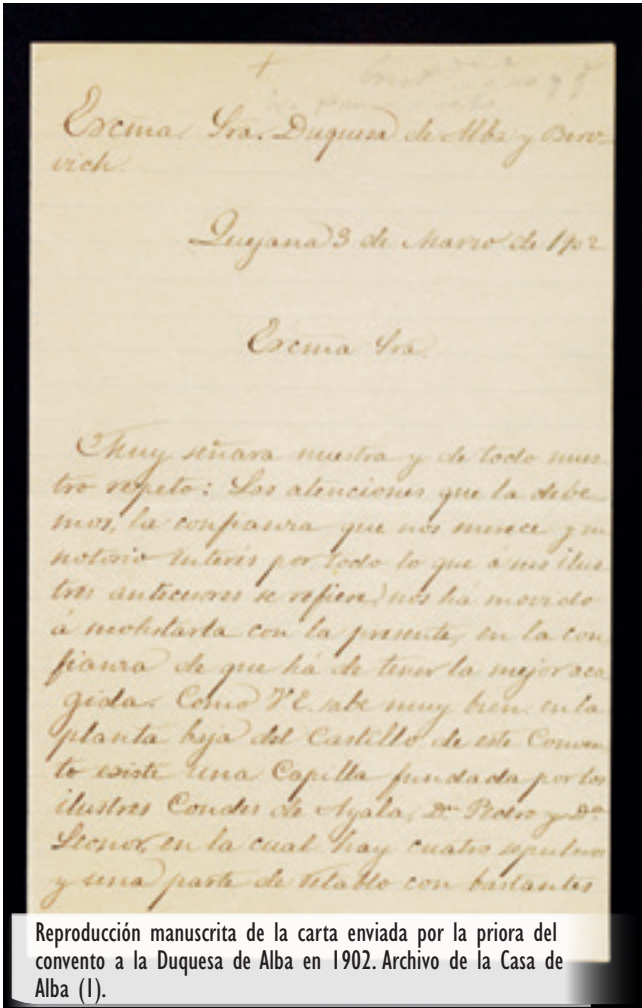 Excma. Sra. Duquesa de Alba y Berv-
vich.
Quejana 3 de Marzo de 1902
Excma Sra.
Muy señora nuestra y de todo nues-
tro repeto: Las atenciones que la debe-
mos, la confianza que nos merece y su
notorio interés por todo lo que á sus ilus-
tres antecesores se refiere, nos há movido
á molestarla con la presente, en la con-
fianza de que há de tener la mejor aco-
gida. Como V.E. sabe muy bien en la
planta baja del Castillo de este Conven-
to existe una Capilla fundada por los
ilustres Condes de Ayala, Dn. Pedro y Da.
Leonor, en la cual hay cuatro sepulcros
y una parte de retablo con bastantes
Reproducción manuscrita de la carta enviada por la priora del
convento a la Duquesa de Alba en 1902. Archivo de la Casa de
Alba (1).